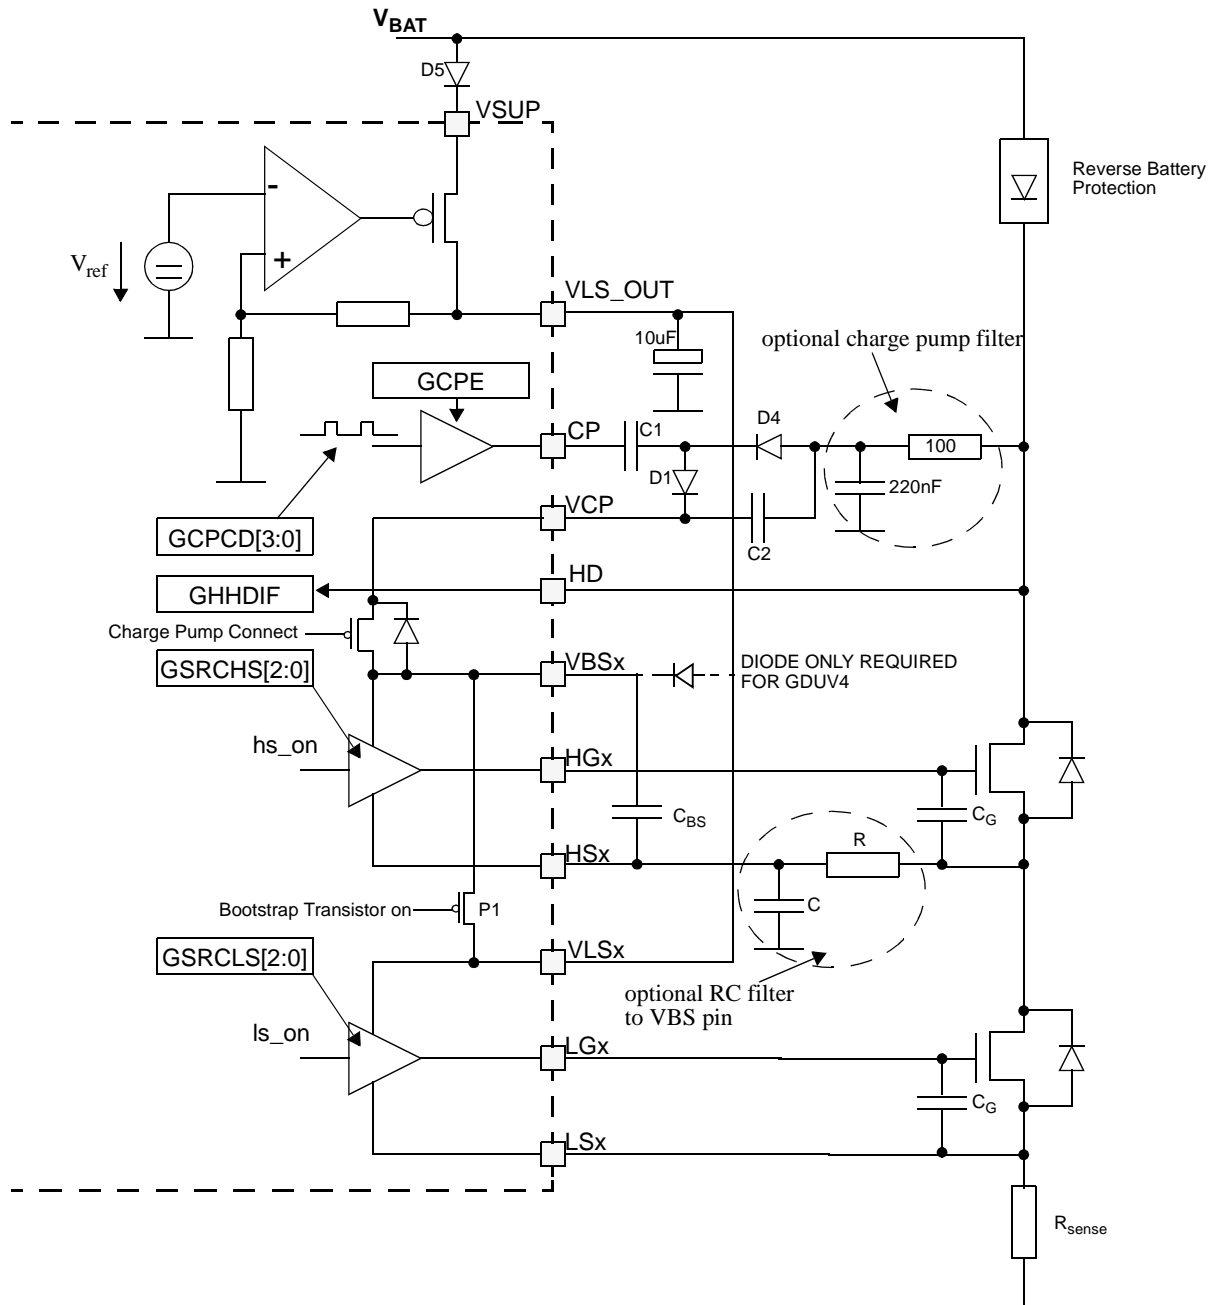 VBAT
D5
VSUP
Reverse Battery
Protection
-
+
Vref
VLS_OUT
10uF
optional charge pump filter
GCPE
CP
C1
D4
100
D1
220nF
VCP
C2
GCPCD[3:0]
HD
GHHDIF
Charge Pump Connect
GSRCHS[2:0]
VBSx
DIODE ONLY REQUIRED
FOR GDUV4
hs_on
HGx
CBS
CG
R
HSx
C
Bootstrap Transistor on
P1
GSRCLS[2:0]
VLSx
optional RC filter
to VBS pin
ls_on
LGx
CG
LSx
Rsense